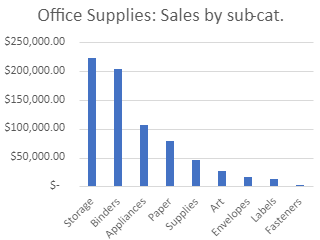 Office Supplies: Sales by sub-cat.
$250,000.00
$200,000.00
$150,000.00
$100,000.00
$50,000.00
$-
Storage
Binders
Appliances
Paper
Supplies
Art
Envelopes
Labels
Fasteners